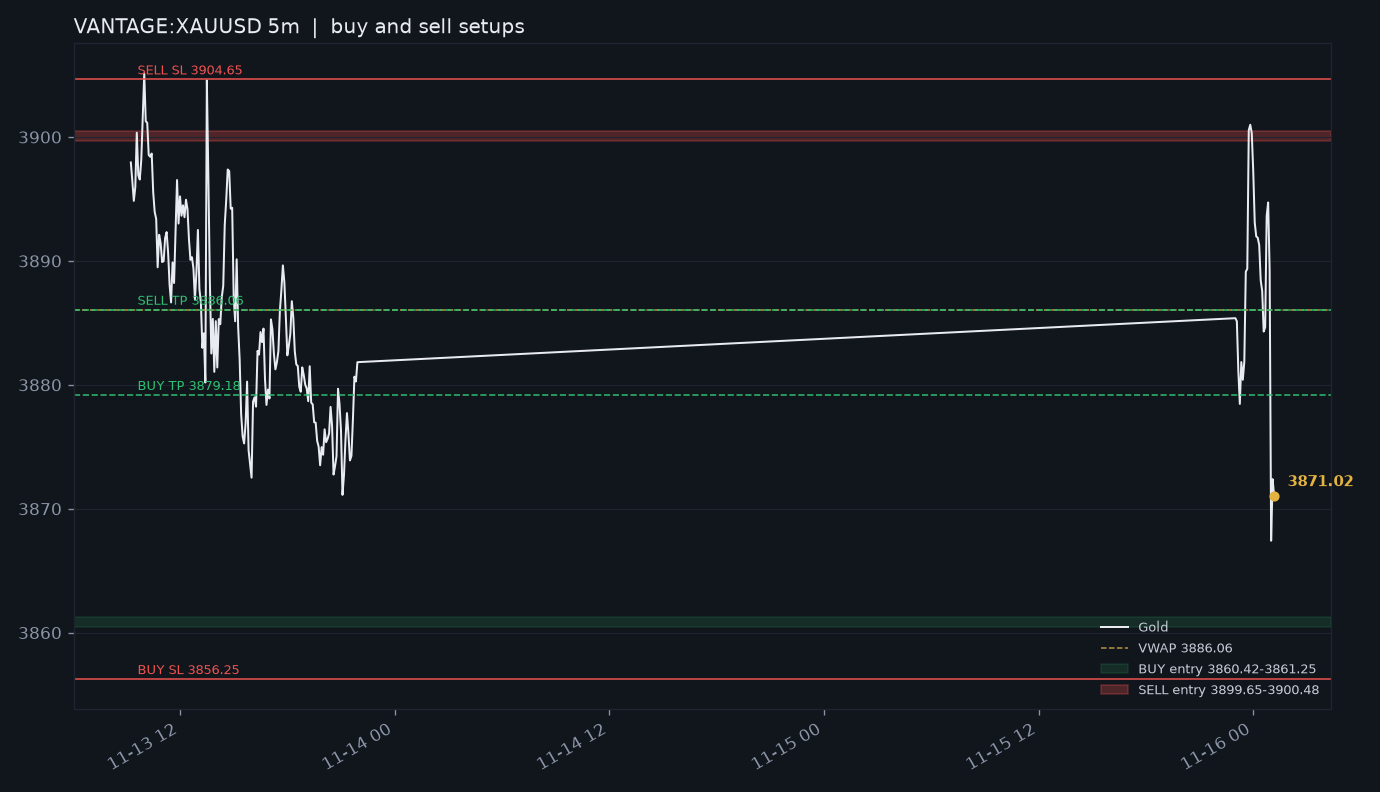 VANTAGE:XAUUSD 5m | buy and sell setups
SELL SL 3904.65
3900
3890
SELL TP 3886.06
3880
BUY TP 3879.18
3871.02
3870
3860
Gold
VWAP 3886.06
BUY entry 3860.42-3861.25
SELL entry 3899.65-3900.48
BUY SL 3856.25
11-13 12
11-14 00
11-14 12
11-15 00
11-15 12
11-16 00